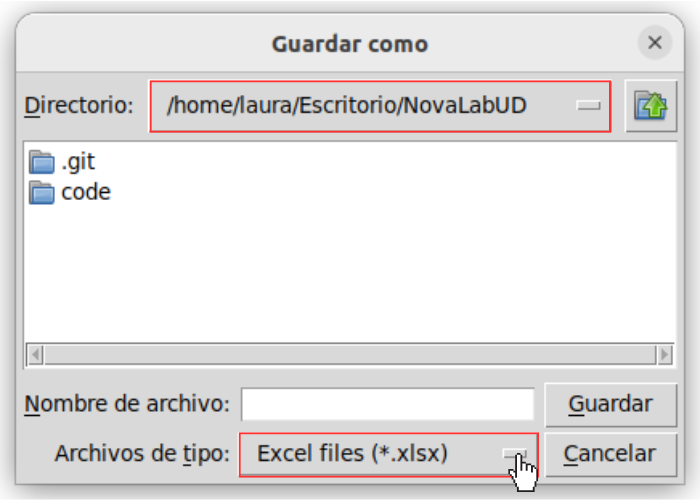 Guardar como
Directorio: /home/laura/Escritorio/NovaLabUD
.git
code
Nombre de archivo: Guardar
Archivos de tipo: Excel files (*.xlsx) Cancelar